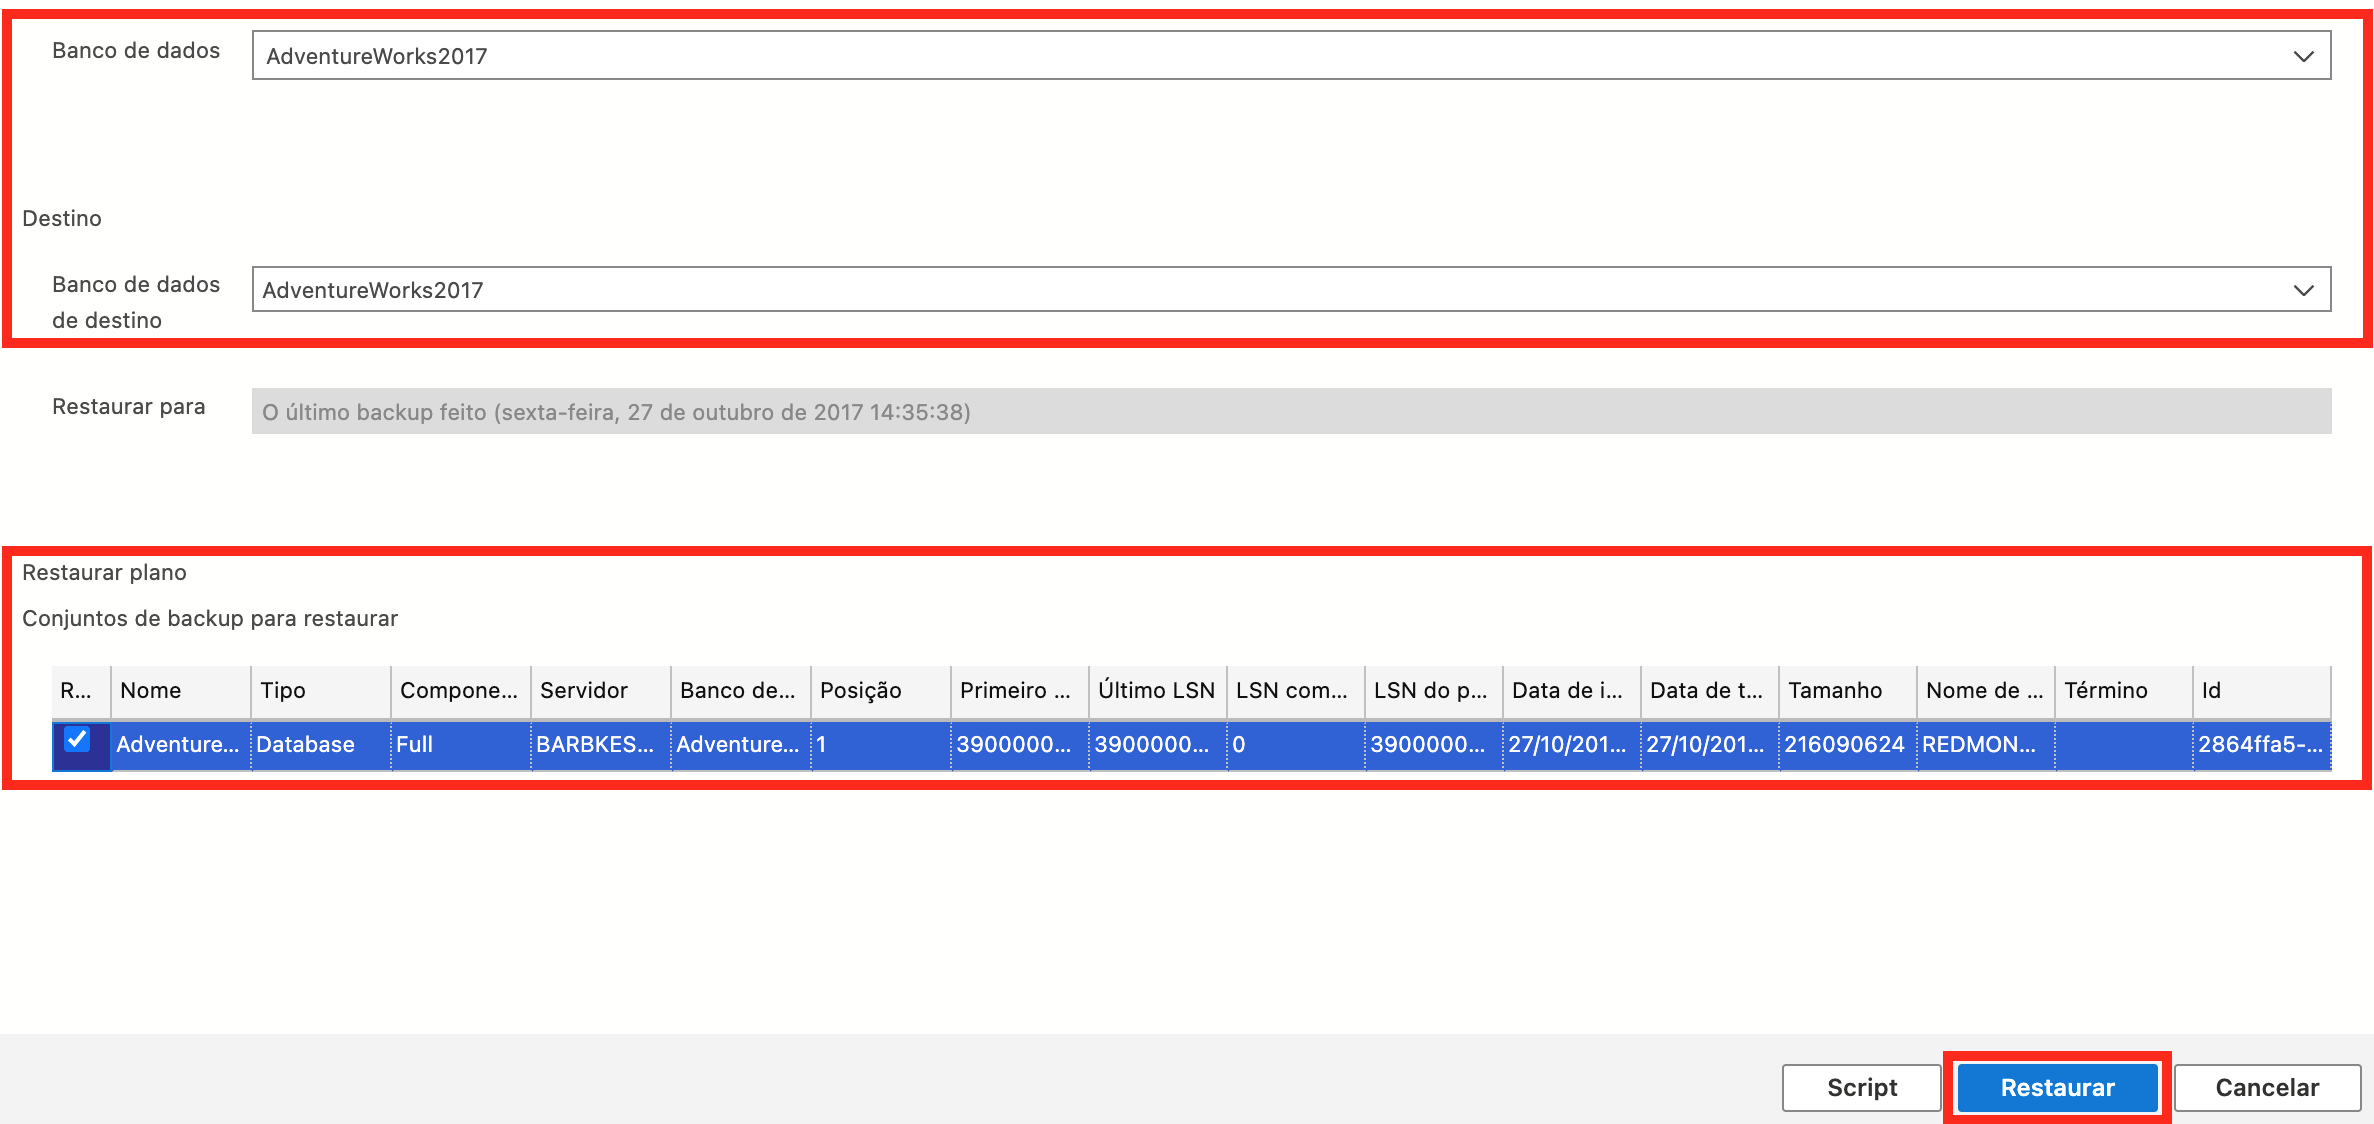 Banco de dados
AdventureWorks2017
Destino
Banco de dados
de destino
AdventureWorks2017
Restaurar para
O último backup feito (sexta-feira, 27 de outubro de 2017 14:35:38)
Restaurar plano
Conjuntos de backup para restaurar
R... Nome Tipo Compone... Servidor Banco de... Posição Primeiro ... Último LSN LSN com... LSN do p... Data de i... Data de t... Tamanho Nome de ... Término Id
Adventure... Database Full BARBKES... Adventure... 1 3900000... 3900000... 0 3900000... 27/10/201... 27/10/201... 216090624 REDMON... 2864ffa5-...
Script Restaurar Cancelar